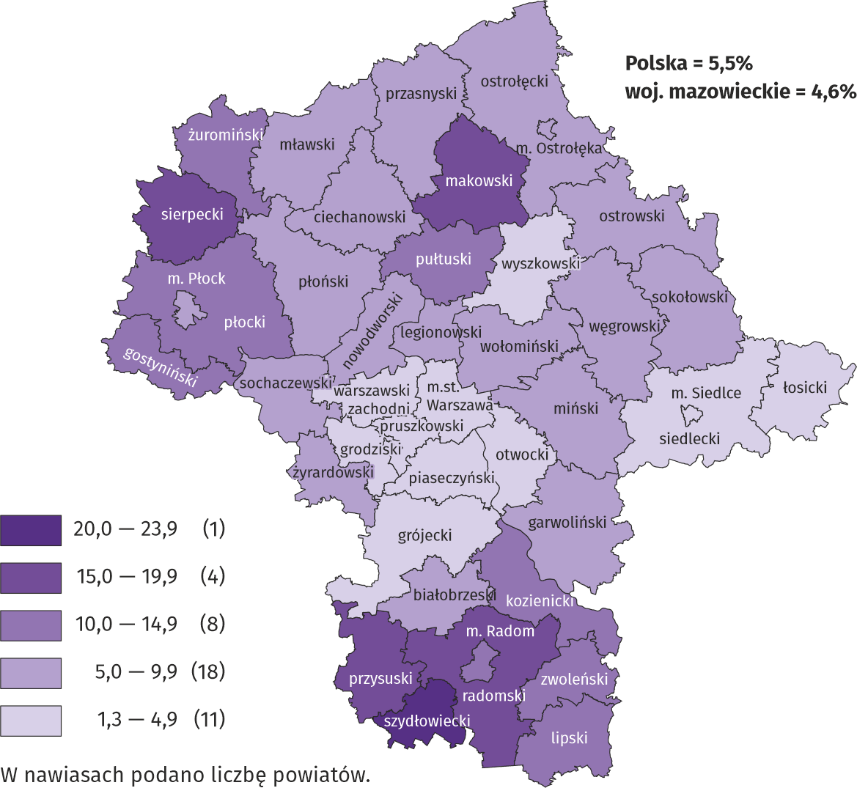 Polska = 5,5%
woj. mazowieckie = 4,6%
ostrołęcki
przasnyski
żuromiński
mławski
m. Ostrołęka
makowski
sierpecki
ciechanowski
ostrowski
pułtuski
wyszkowski
m. Płock
płoński
sokołowski
płocki
nowodworski
legionowski
węgrowski
wołomiński
gostyniński
sochaczewski
warszawski
zachodni
m.st.
Warszawa
m. Siedlce
łosicki
miński
pruszkowski
siedlecki
grodziski
otwocki
żyrardowski
piaseczyński
garwoliński
grójecki
białobrzeski
kozienicki
m. Radom
przysuski
zwoleński
radomski
szydłowiecki
lipski
20,0 — 23,9 (1)
15,0 — 19,9 (4)
10,0 — 14,9 (8)
5,0 — 9,9 (18)
1,3 — 4,9 (11)
W nawiasach podano liczbę powiatów.